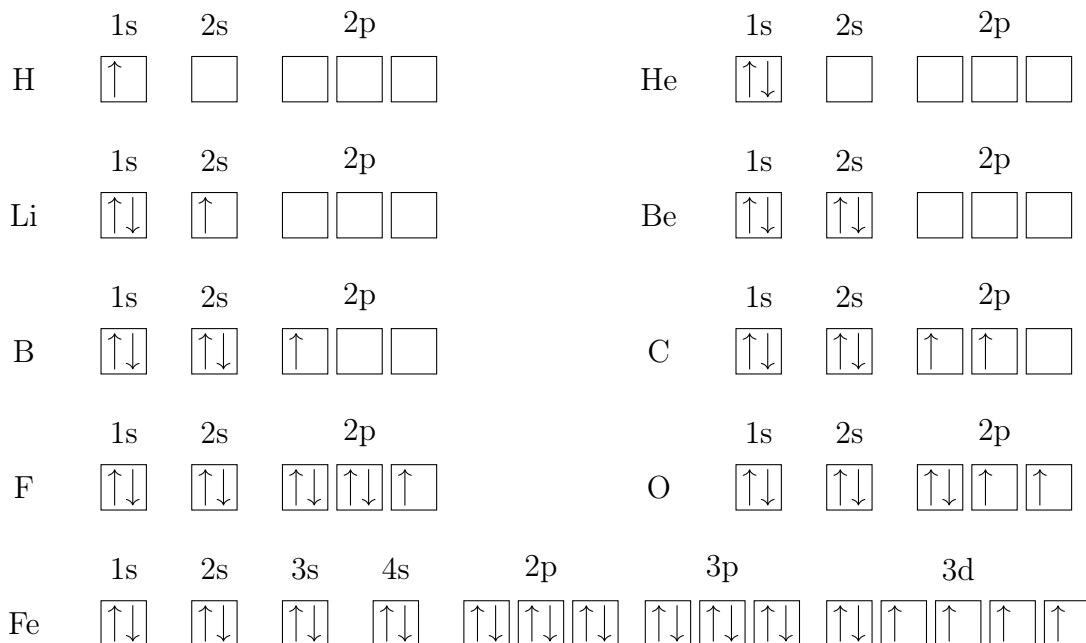 1s 2s 2p 1s 2s 2p
H ↑ He ↑↓
1s 2s 2p 1s 2s 2p
Li ↑↓ ↑ Be ↑↓ ↑↓
1s 2s 2p 1s 2s 2p
B ↑↓ ↑↓ ↑ C ↑↓ ↑↓ ↑ ↑
1s 2s 2p 1s 2s 2p
F ↑↓ ↑↓ ↑↓ ↑↓ ↑ O ↑↓ ↑↓ ↑↓ ↑ ↑
1s 2s 3s 4s 2p 3p 3d
Fe ↑↓ ↑↓ ↑↓ ↑↓ ↑↓ ↑↓ ↑↓ ↑↓ ↑↓ ↑↓ ↑↓ ↑ ↑ ↑ ↑